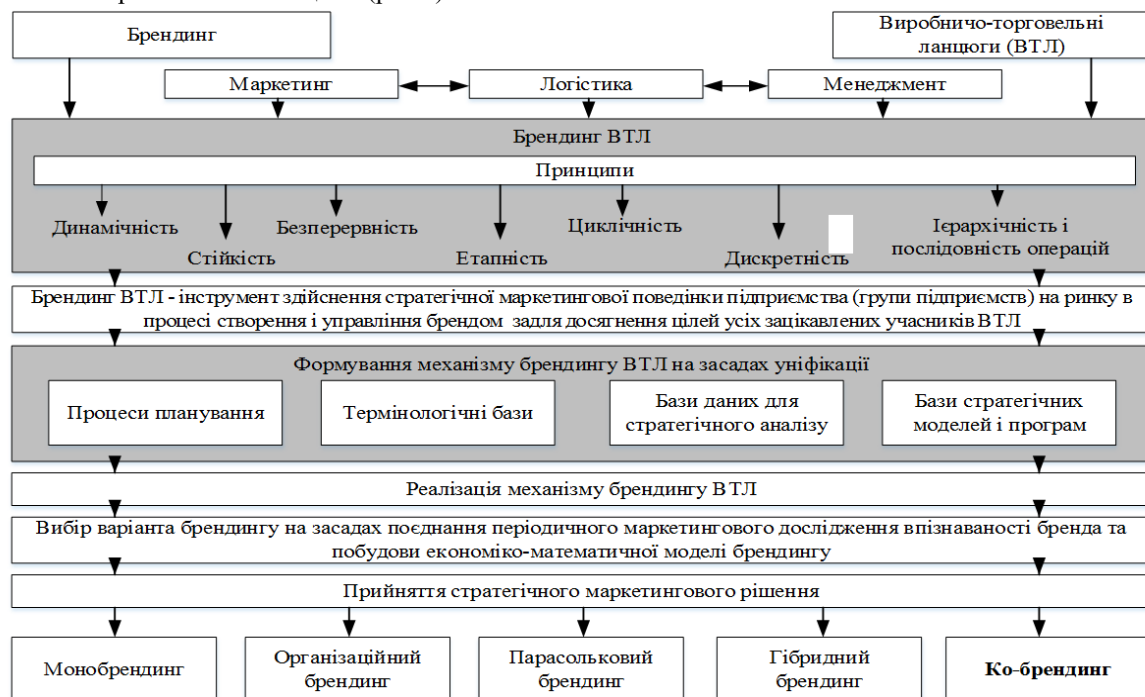 Брендинг
Виробничо-торговельні
ланцюги (ВТЛ)
Маркетинг
Логістика
Менеджмент
Брендинг ВТЛ
Принципи
Динамічність
Стійкість
Безперервність
Етапність
Циклічність
Дискретність
Ієрархічність і
послідовність операцій
Брендинг ВТЛ - інструмент здійснення стратегічної маркетингової поведінки підприємства (групи підприємств) на ринку в
процесі створення і управління брендом задля досягнення цілей усіх зацікавлених учасників ВТЛ
Формування механізму брендингу ВТЛ на засадах уніфікації
Процеси планування
Термінологічні бази
Бази даних для
стратегічного аналізу
Бази стратегічних
моделей і програм
Реалізація механізму брендингу ВТЛ
Вибір варіанта брендингу на засадах поєднання періодичного маркетингового дослідження впізнаваності бренда та
побудови економіко-математичної моделі брендингу
Прийняття стратегічного маркетингового рішення
Монобрендинг
Організаційний
брендинг
Парасольковий
брендинг
Гібридний
брендинг
Ко-брендинг